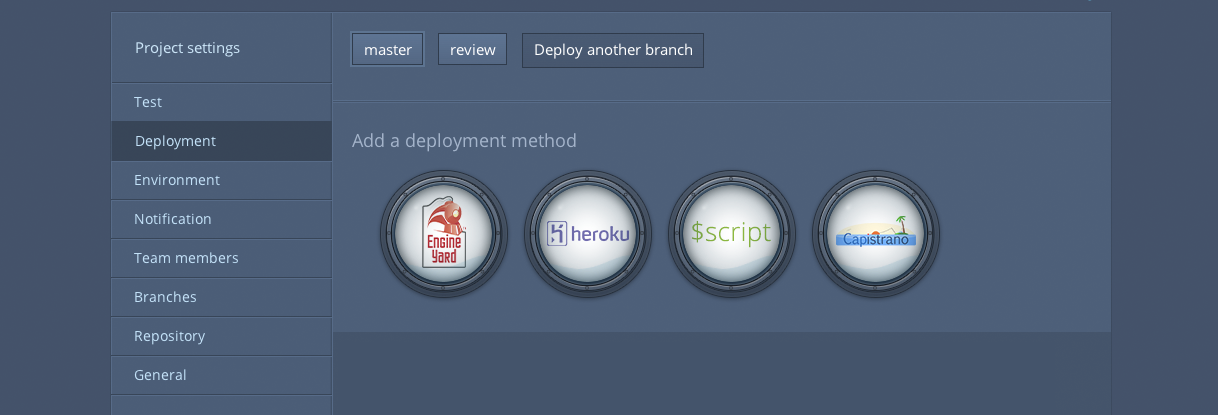 Project settings
Test
Deployment
Environment
Notification
Team members
Branches
Repository
General
master
review
Deploy another branch
Add a deployment method
Engine
Yard
heroku
$script
Capistrano